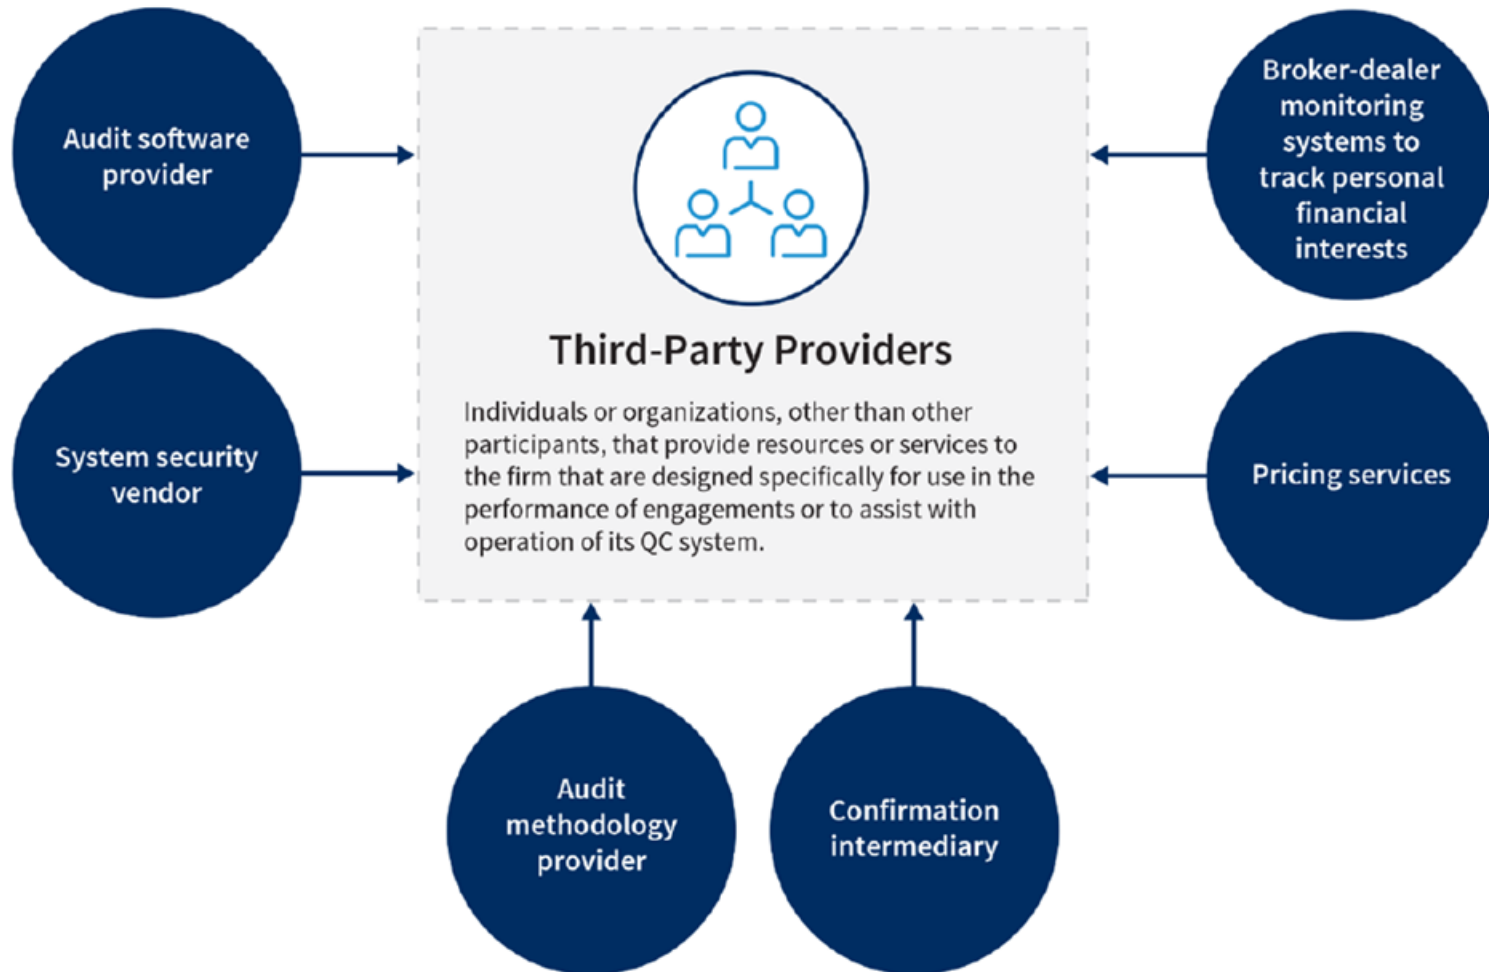 Audit software
provider
System security
vendor
Third-Party Providers
Individuals or organizations, other than other
participants, that provide resources or services to
the firm that are designed specifically for use in the
performance of engagements or to assist with
operation of its QC system.
Broker-dealer
monitoring
systems to
track personal
financial
interests
Pricing services
Audit
methodology
provider
Confirmation
intermediary